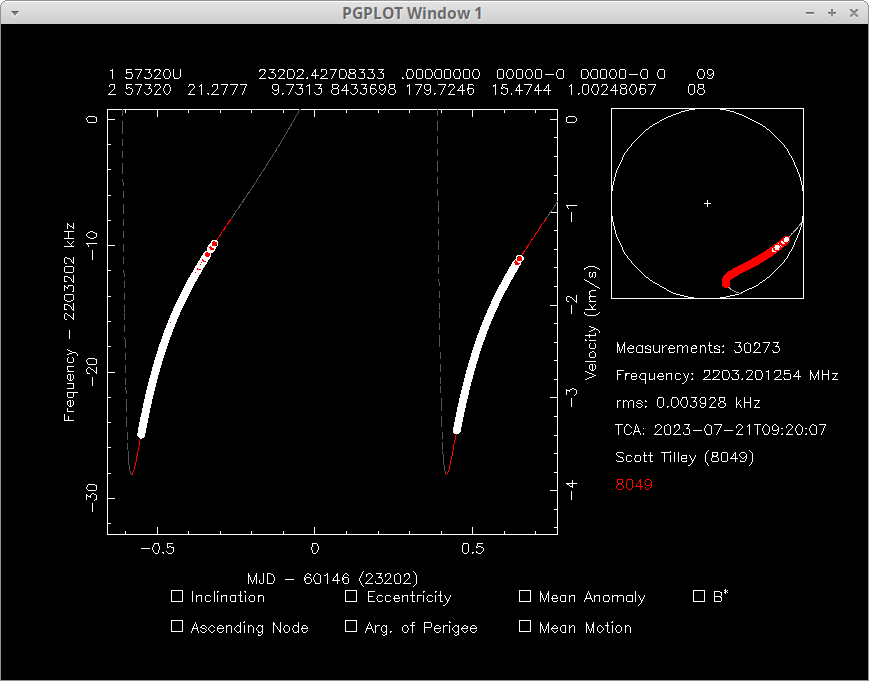 PGPLOT Window 1
1 57320U 23202.42708333 .00000000 00000-0 00000-0 0 09
2 57320 21.2777 9.7313 8433698 179.7246 15.4744 1.00248067 08
0
-10
-20
-30
Frequency - 2203202 kHz
-0.5
0
0.5
MJD - 60146 (23202)
0
-1
-2
-3
-4
Velocity (km/s)
Measurements: 30273
Frequency: 2203.201254 MHz
rms: 0.003928 kHz
TCA: 2023-07-21T09:20:07
Scott Tilley (8049)
8049
Inclination Eccentricity Mean Anomaly B*
Ascending Node Arg. of Perigee Mean Motion